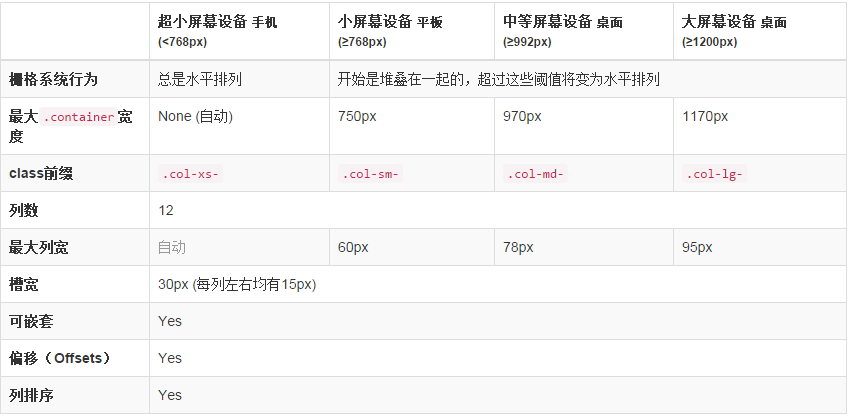 超小屏幕设备 手机 小屏幕设备 平板 中等屏幕设备 桌面 大屏幕设备 桌面
(<768px) (≥768px) (≥992px) (≥1200px)
栅格系统行为 总是水平排列 开始是堆叠在一起的，超过这些阈值将变为水平排列
最大 .container 宽 None (自动) 750px 970px 1170px
度
class前缀 .col-xs- .col-sm- .col-md- .col-lg-
列数 12
最大列宽 自动 60px 78px 95px
槽宽 30px (每列左右均有15px)
可嵌套 Yes
偏移（Offsets） Yes
列排序 Yes